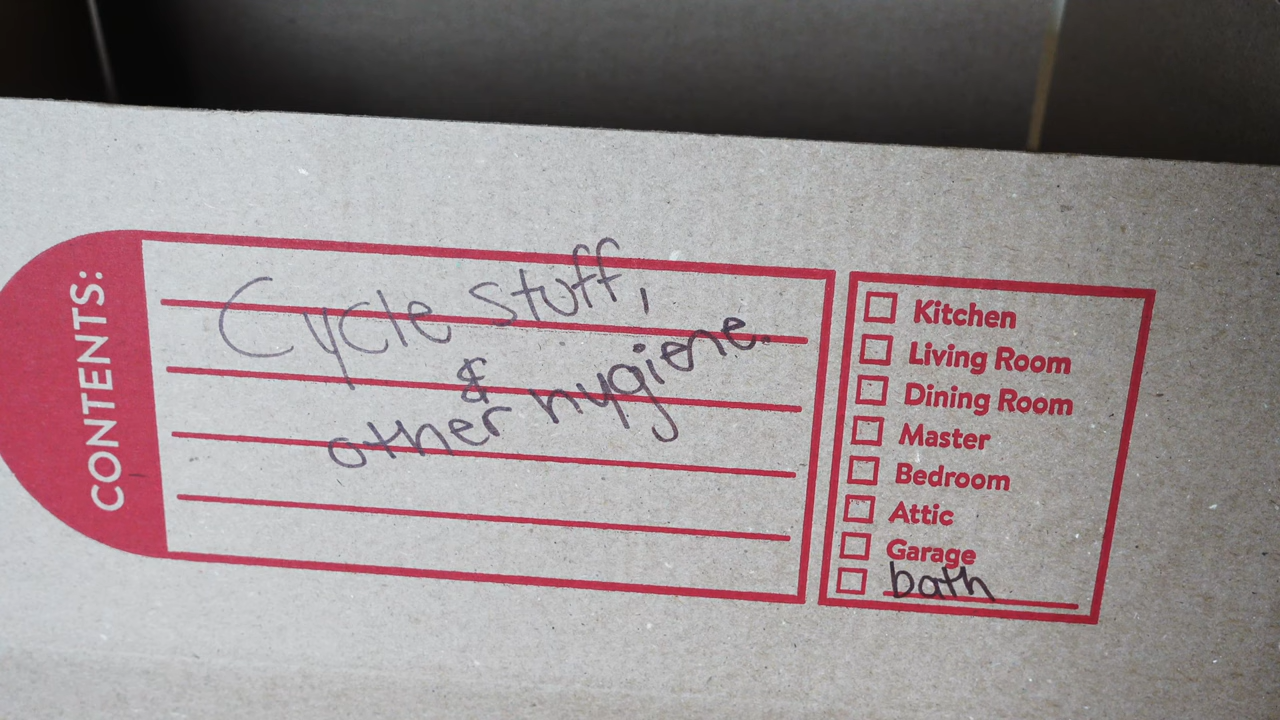 CONTENTS:
Cycle stuff,
&
other hygiene.
Kitchen
Living Room
Dining Room
Master
Bedroom
Attic
Garage
bath